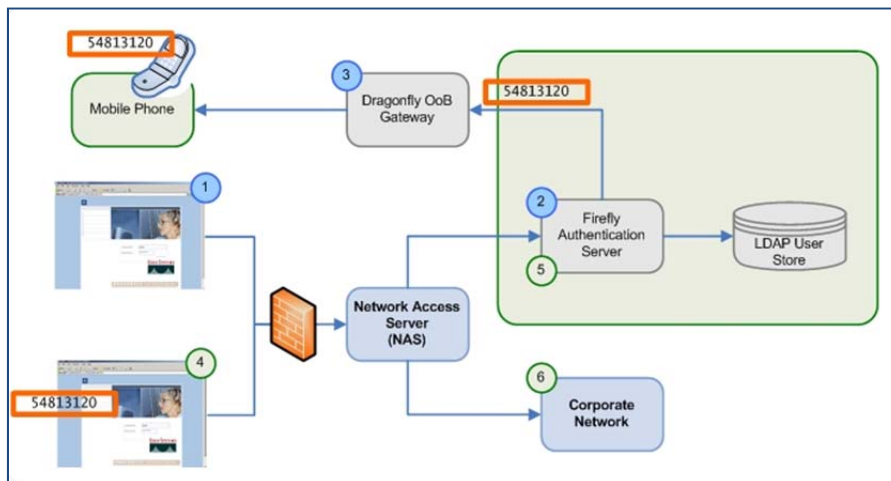 54813120
Mobile Phone
3
Dragonfly OoB
Gateway
54813120
1
2
Firefly
Authentication
Server
5
LDAP User
Store
Network Access
Server
(NAS)
4
54813120
6
Corporate
Network